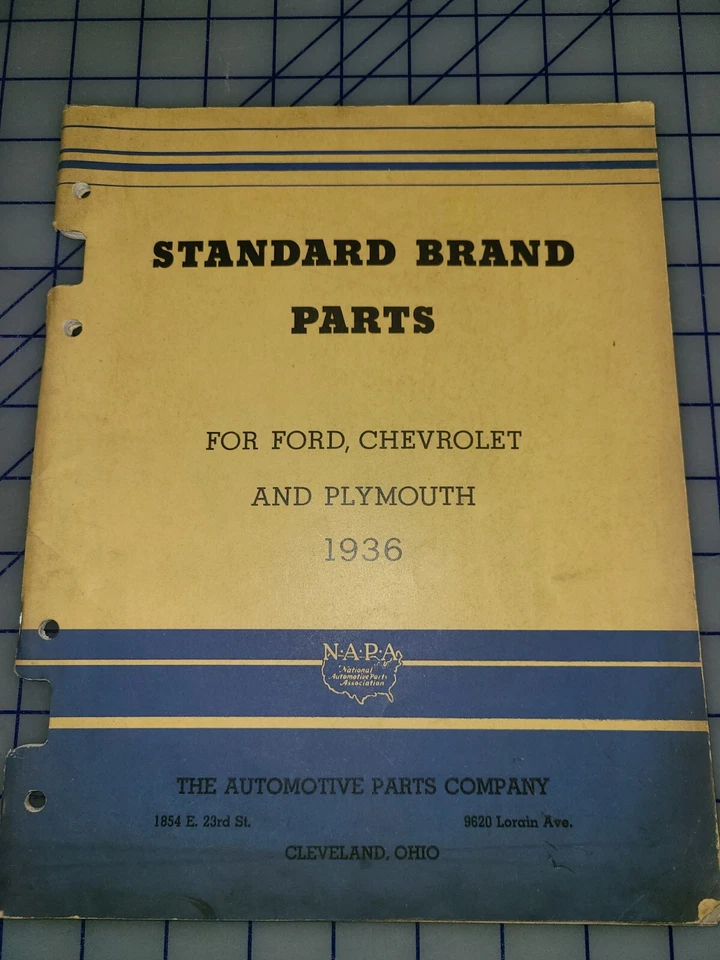 STANDARD BRAND
PARTS
FOR FORD, CHEVROLET
AND PLYMOUTH
1936
N·A·P·A
National
Automotive Parts
Association
THE AUTOMOTIVE PARTS COMPANY
1854 E. 23rd St. 9620 Lorain Ave.
CLEVELAND, OHIO